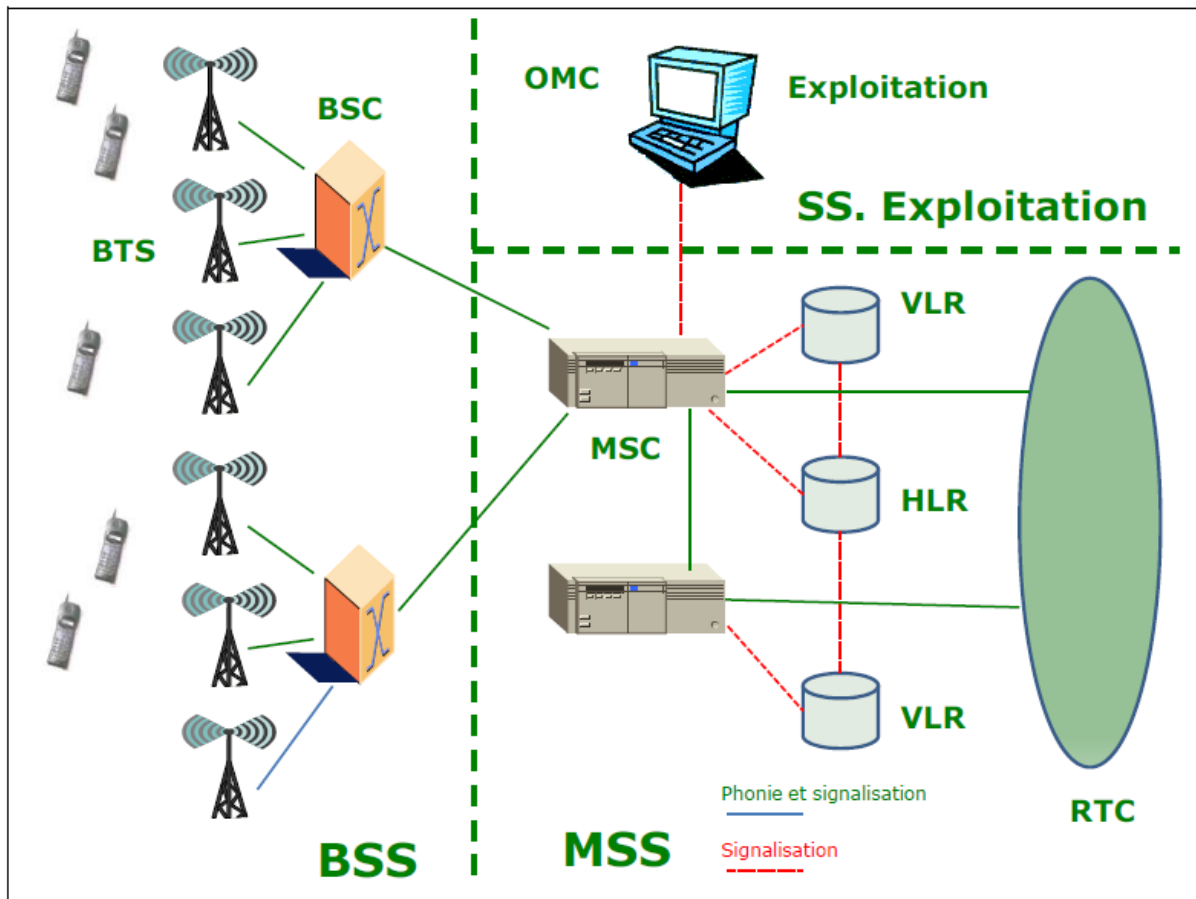 OMC
Exploitation
BSC
SS. Exploitation
BTS
VLR
MSC
HLR
VLR
Phonie et signalisation
RTC
Signalisation
BSS
MSS